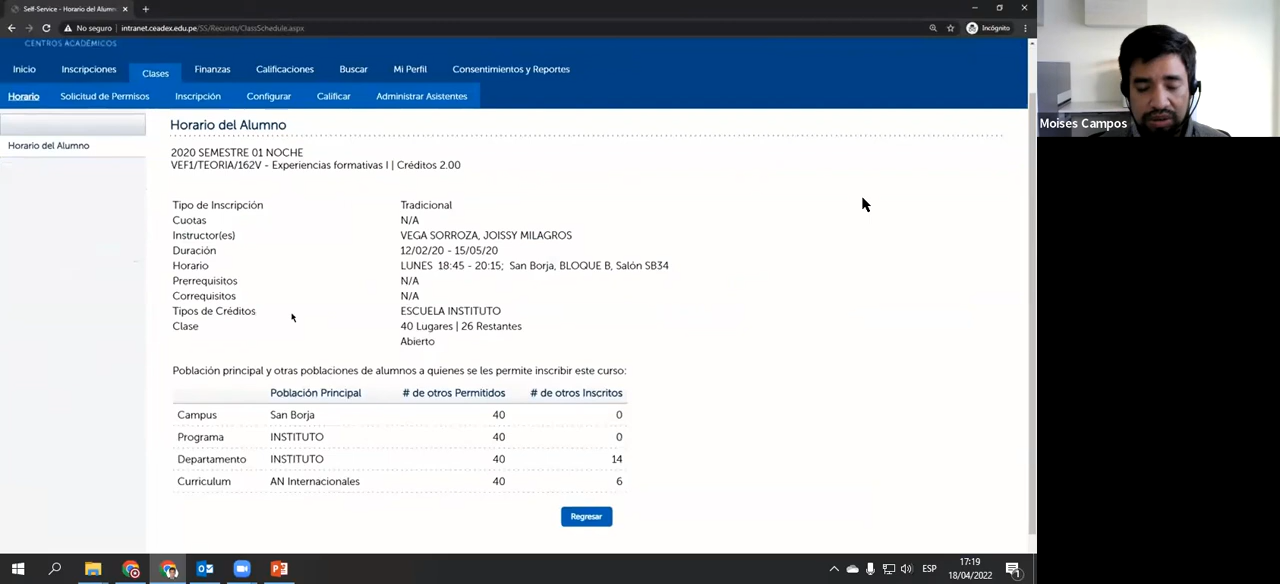 Self-Service - Horario del Alumn
No seguro | intranet.ceadex.edu.pe/SS/Records/ClassSchedule.aspx
Incógnito
CENTROS ACADÉMICOS
Inicio Inscripciones Clases Finanzas Calificaciones Buscar Mi Perfil Consentimientos y Reportes
Horario Solicitud de Permisos Inscripción Configurar Calificar Administrar Asistentes
Horario del Alumno
Horario del Alumno
2020 SEMESTRE 01 NOCHE
VEF1/TEORIA/162V - Experiencias formativas I | Créditos 2.00
Tipo de Inscripción Tradicional
Cuotas N/A
Instructor(es) VEGA SORROZA, JOISSY MILAGROS
Duración 12/02/20 - 15/05/20
Horario LUNES 18:45 - 20:15; San Borja, BLOQUE B, Salón SB34
Prerrequisitos N/A
Correquisitos N/A
Tipos de Créditos ESCUELA INSTITUTO
Clase 40 Lugares | 26 Restantes
Abierto
Población principal y otras poblaciones de alumnos a quienes se les permite inscribir este curso:
Población Principal # de otros Permitidos # de otros Inscritos
Campus San Borja 40 0
Programa INSTITUTO 40 0
Departamento INSTITUTO 40 14
Curriculum AN Internacionales 40 6
Regresar
Moises Campos
ESP
17:19
18/04/2022
1